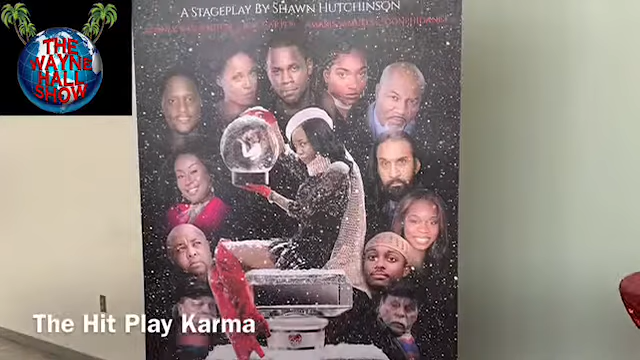 THE
WAYNE
HALL
SHOW
A STAGEPLAY BY SHAWN HUTCHINSON
The Hit Play Karma